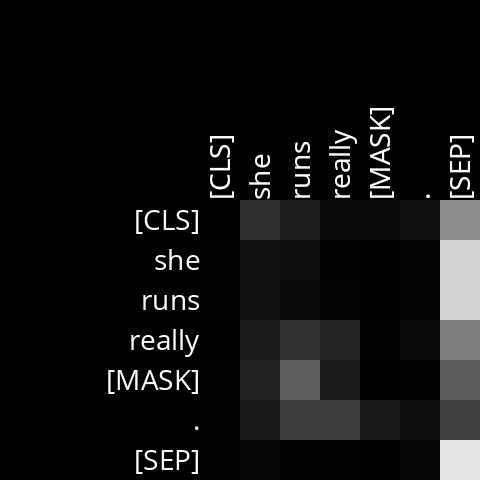 [CLS] she runs really [MASK] . [SEP]
[CLS]
she
runs
really
[MASK]
.
[SEP]